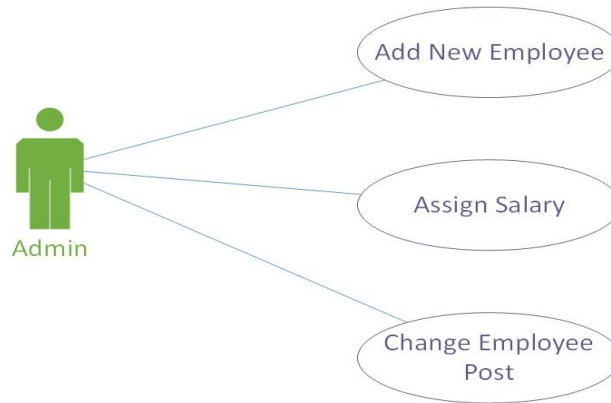 Add New Employee
Admin
Assign Salary
Change Employee
Post